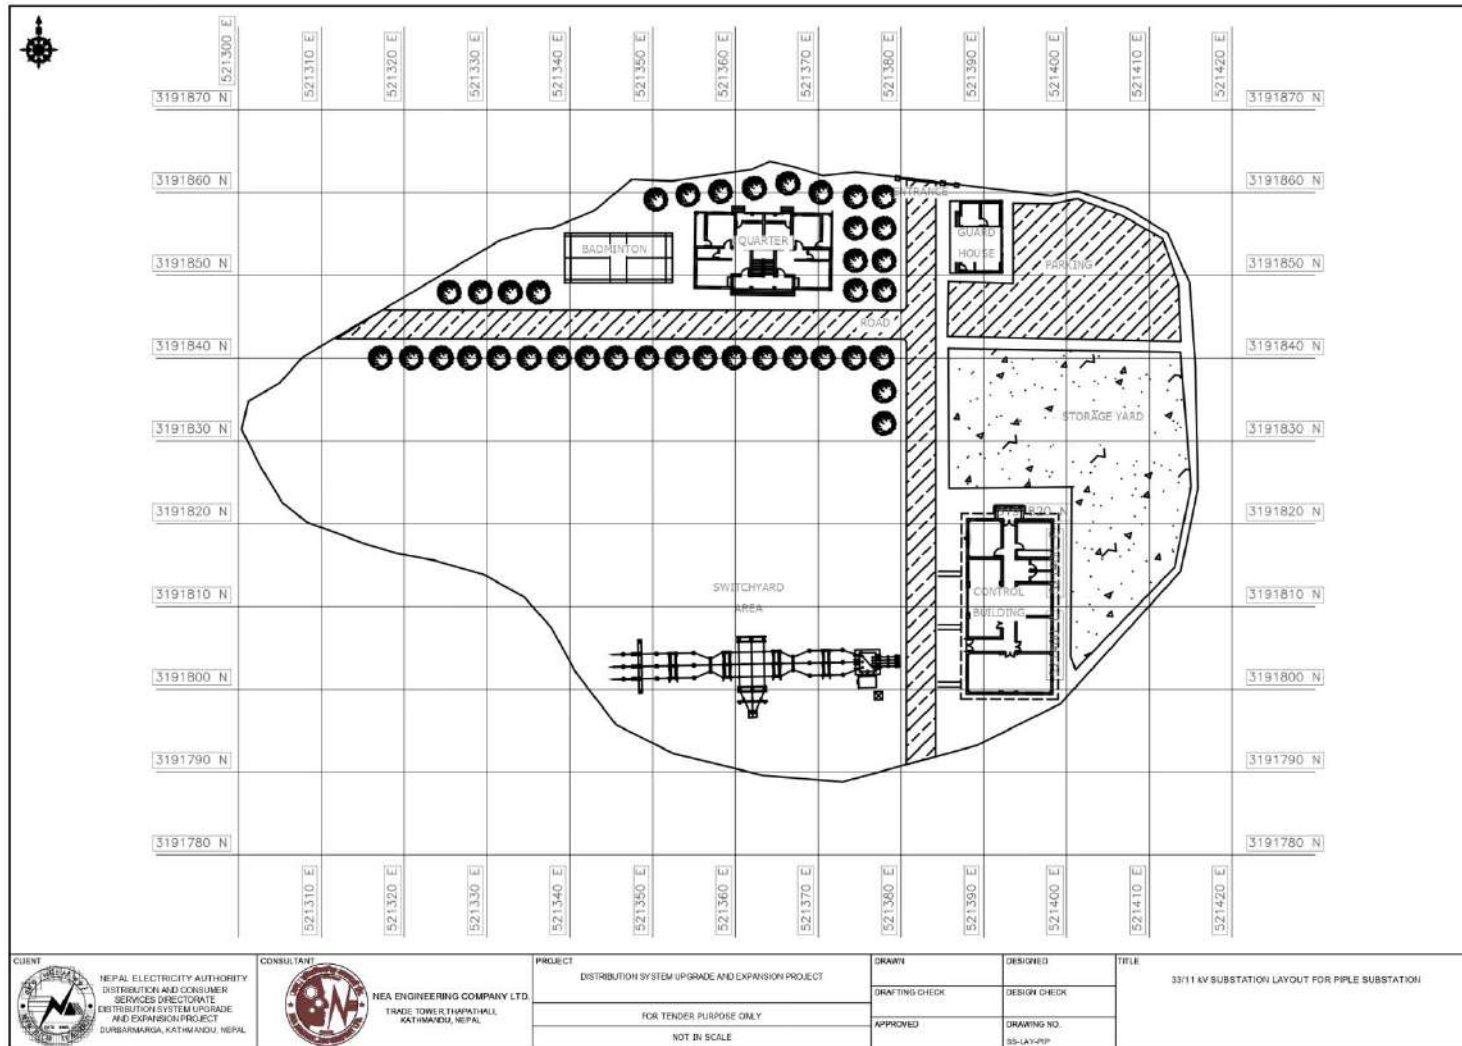 521300 E
521310 E
521320 E
521330 E
521340 E
521350 E
521360 E
521370 E
521380 E
521390 E
521400 E
521410 E
521420 E
3191870 N
3191870 N
3191860 N
3191860 N
ENTRANCE
BADMINTON
QUARTER
GUARD
HOUSE
PARKING
3191850 N
3191850 N
ROAD
3191840 N
3191840 N
STORAGE YARD
3191830 N
3191830 N
3191820 N
3191820 N
SWITCHYARD
AREA
CONTROL
BUILDING
3191810 N
3191810 N
3191800 N
3191800 N
3191790 N
3191790 N
3191780 N
3191780 N
521310 E
521320 E
521330 E
521340 E
521350 E
521360 E
521370 E
521380 E
521390 E
521400 E
521410 E
521420 E
CLIENT
NEPAL ELECTRICITY AUTHORITY
DISTRIBUTION AND CONSUMER
SERVICES DIRECTORATE
DISTRIBUTION SYSTEM UPGRADE
AND EXPANSION PROJECT
DURBARMARGA, KATHMANDU, NEPAL
CONSULTANT
NEA ENGINEERING COMPANY LTD.
TRADE TOWER,THAPATHALI,
KATHMANDU, NEPAL
PROJECT
DISTRIBUTION SYSTEM UPGRADE AND EXPANSION PROJECT
FOR TENDER PURPOSE ONLY
NOT IN SCALE
DRAWN
DESIGNED
DRAFTING CHECK
DESIGN CHECK
APPROVED
DRAWING NO.
SS-LAY-PIP
TITLE
33/11 kV SUBSTATION LAYOUT FOR PIPLE SUBSTATION